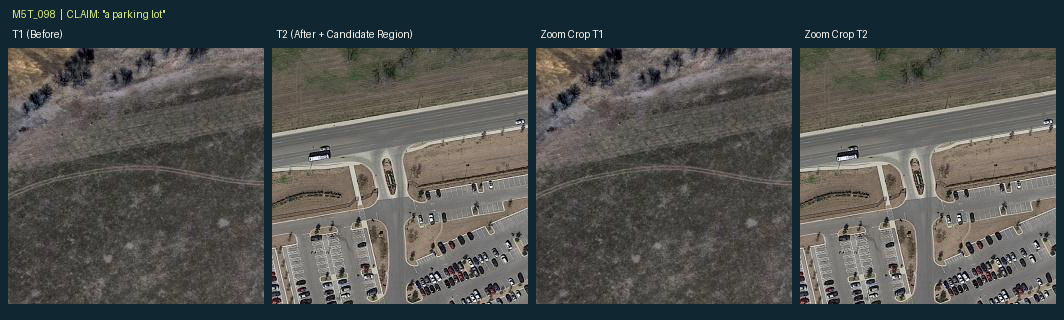 M5T_098 | CLAIM: "a parking lot"
T1 (Before)
T2 (After + Candidate Region)
Zoom Crop T1
Zoom Crop T2